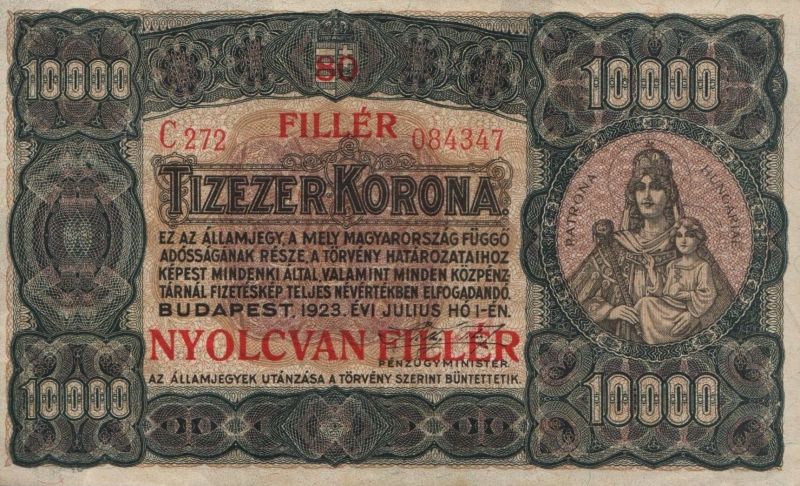 10000
80
10000
C272
FILLÉR
084347
TIZEZER KORONA.
PATRONA HUNGARIAE
EZ AZ ÁLLAMJEGY, A MELY MAGYARORSZÁG FÜGGŐ
ADÓSSÁGÁNAK RÉSZE, A TÖRVÉNY HATÁROZATAIHOZ
KÉPEST MINDENKI ÁLTAL, VALAMINT MINDEN KÖZPÉNZ-
TÁRNÁL FIZETÉSKÉP TELJES NÉVÉRTÉKBEN ELFOGADANDÓ.
BUDAPEST, 1923. ÉVI JULIUS HÓ 1-ÉN.
NYOLCVAN FILLÉR
PÉNZÜGYMINISTER.
AZ ÁLLAMJEGYEK UTÁNZÁSA A TÖRVÉNY SZERINT BÜNTETTETIK.
10000
10000